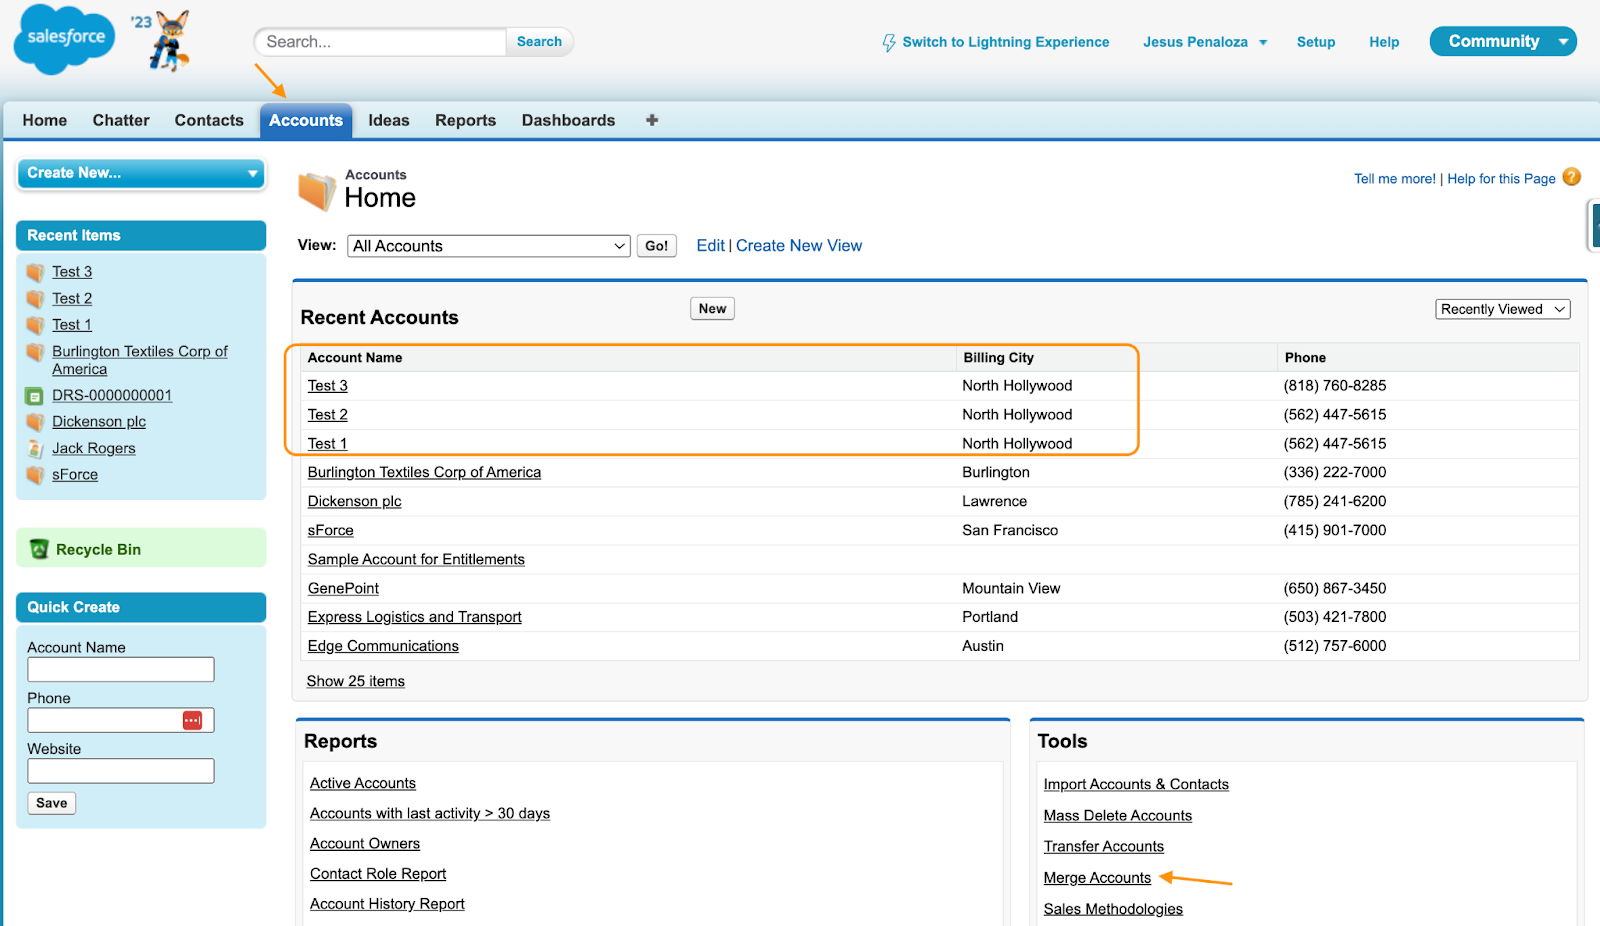 salesforce
'23
Search...
Search
Switch to Lightning Experience
Jesus Penaloza
Setup
Help
Community
Home
Chatter
Contacts
Accounts
Ideas
Reports
Dashboards
+
Create New...
Recent Items
Test 3
Test 2
Test 1
Burlington Textiles Corp of
America
DRS-0000000001
Dickenson plc
Jack Rogers
sForce
Recycle Bin
Quick Create
Account Name
Phone
Website
Save
Accounts
Home
Tell me more! | Help for this Page ?
View: All Accounts Go! Edit | Create New View
Recent Accounts
New
Recently Viewed
Account Name Billing City Phone
Test 3 North Hollywood (818) 760-8285
Test 2 North Hollywood (562) 447-5615
Test 1 North Hollywood (562) 447-5615
Burlington Textiles Corp of America Burlington (336) 222-7000
Dickenson plc Lawrence (785) 241-6200
sForce San Francisco (415) 901-7000
Sample Account for Entitlements
GenePoint Mountain View (650) 867-3450
Express Logistics and Transport Portland (503) 421-7800
Edge Communications Austin (512) 757-6000
Show 25 items
Reports
Active Accounts
Accounts with last activity > 30 days
Account Owners
Contact Role Report
Account History Report
Tools
Import Accounts & Contacts
Mass Delete Accounts
Transfer Accounts
Merge Accounts
Sales Methodologies